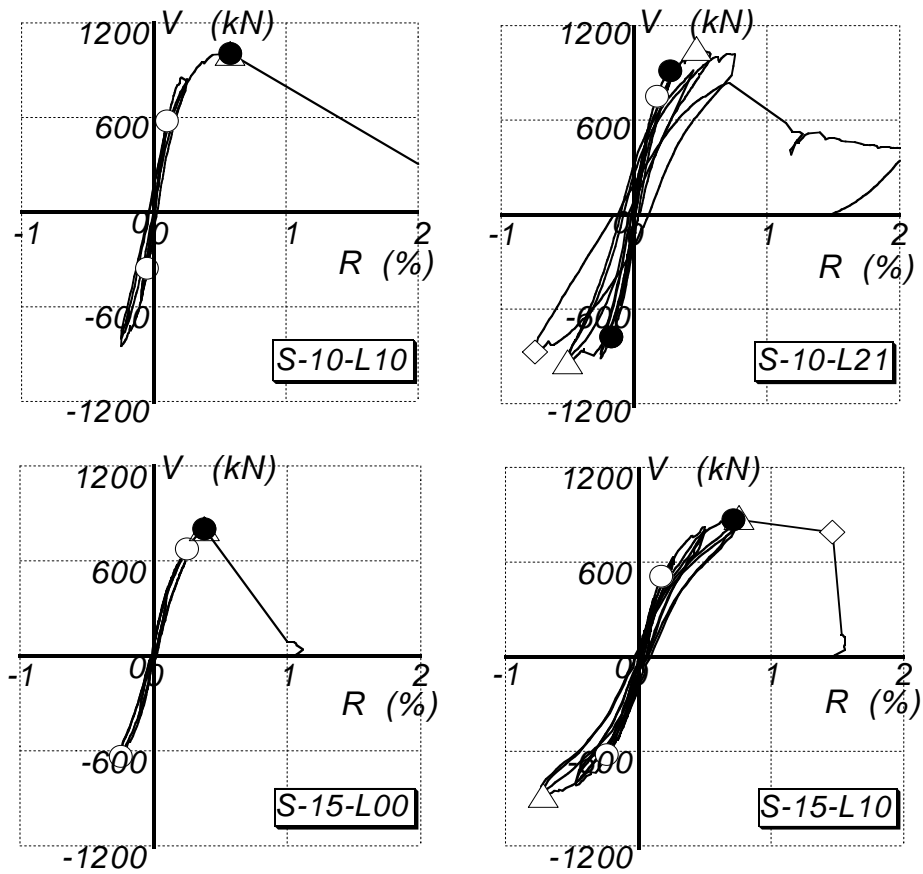 1200 V (kN)
600
-1 0 1 2
R (%)
-600
S-10-L10
-1200
1200 V (kN)
600
-1 0 1 2
R (%)
-600
S-10-L21
-1200
1200 V (kN)
600
-1 0 1 2
R (%)
-600
S-15-L00
-1200
1200 V (kN)
600
-1 0 1 2
R (%)
-600
S-15-L10
-1200